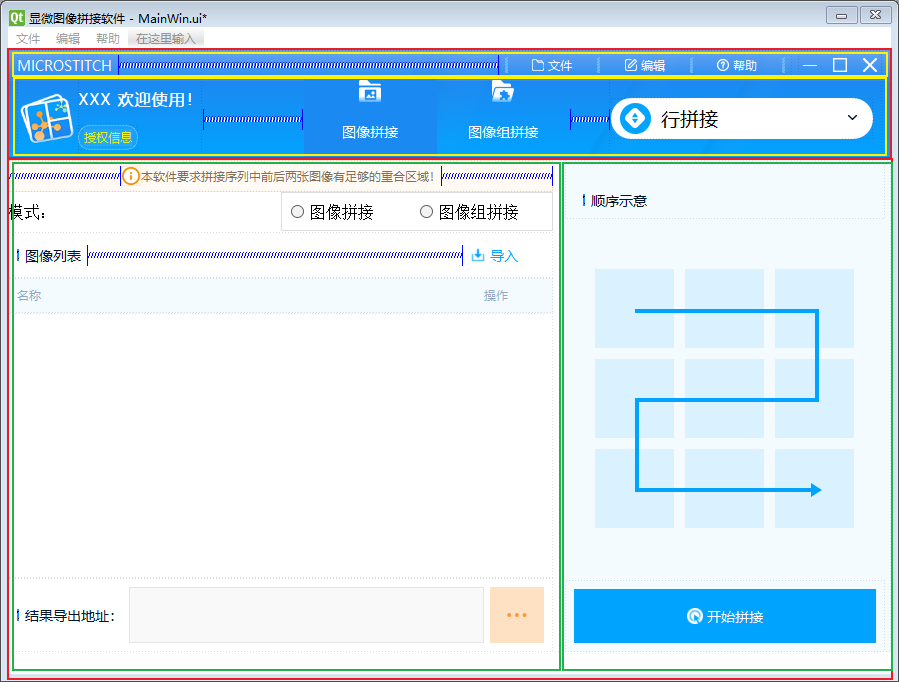 Qt 显微图像拼接软件 - MainWin.ui*
文件 编辑 帮助 在这里输入
MICROSTITCH 文件 编辑 帮助
XXX 欢迎使用！
授权信息
图像拼接 图像组拼接 行拼接
本软件要求拼接序列中前后两张图像有足够的重合区域！
模式： 图像拼接 图像组拼接
顺序示意
图像列表 导入
名称 操作
结果导出地址： ...
开始拼接